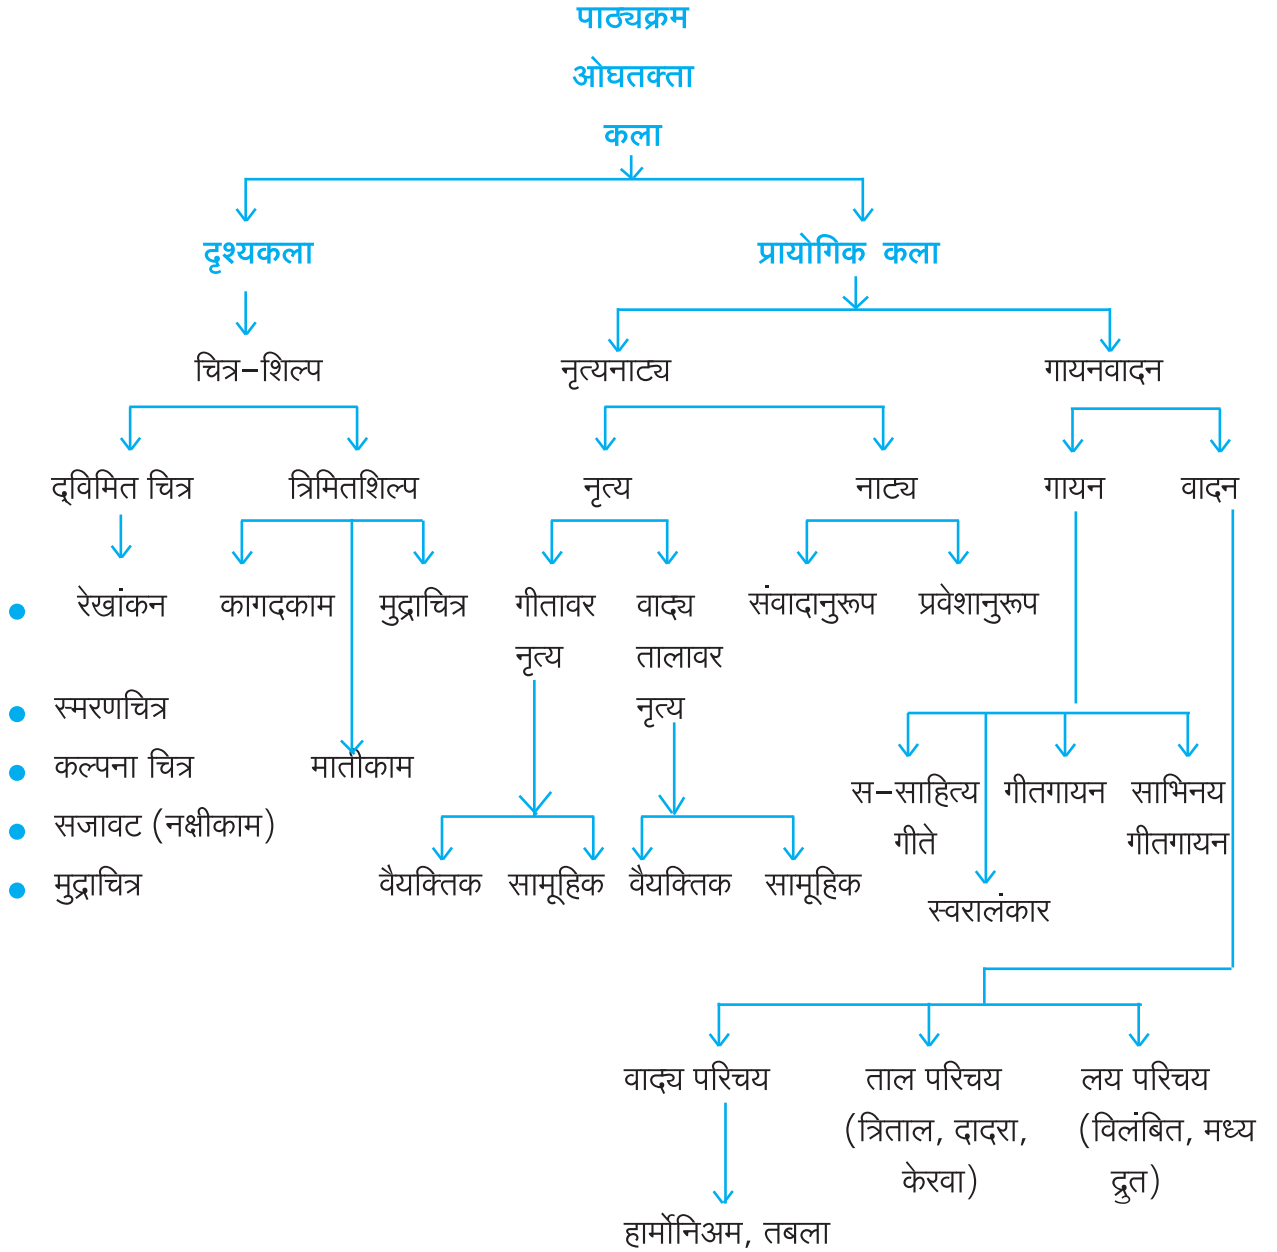 पाठ्यक्रम
ओघतक्ता
कला
दृश्यकला
प्रायोगिक कला
चित्र–शिल्प
नृत्यनाट्य
गायनवादन
द्‌विमित चित्र
त्रिमितशिल्प
नृत्य
नाट्य
गायन
वादन
रेखांकन
कागद्‌काम
मुद्राचित्र
गीतावर
नृत्य
वाद्य
तालावर
नृत्य
संवादानुरूप
प्रवेशानुरूप
स्मरणचित्र
कल्पना चित्र
मातीकाम
सजावट (नक्षीकाम)
मुद्राचित्र
वैयक्तिक
सामूहिक
वैयक्तिक
सामूहिक
स–साहित्य
गीते
गीतगायन
साभिनय
गीतगायन
स्वरालंकार
वाद्य परिचय
ताल परिचय
(त्रिताल, दादरा,
केरवा)
लय परिचय
(विलंबित, मध्य
द्रुत)
हार्मोनिअम, तबला